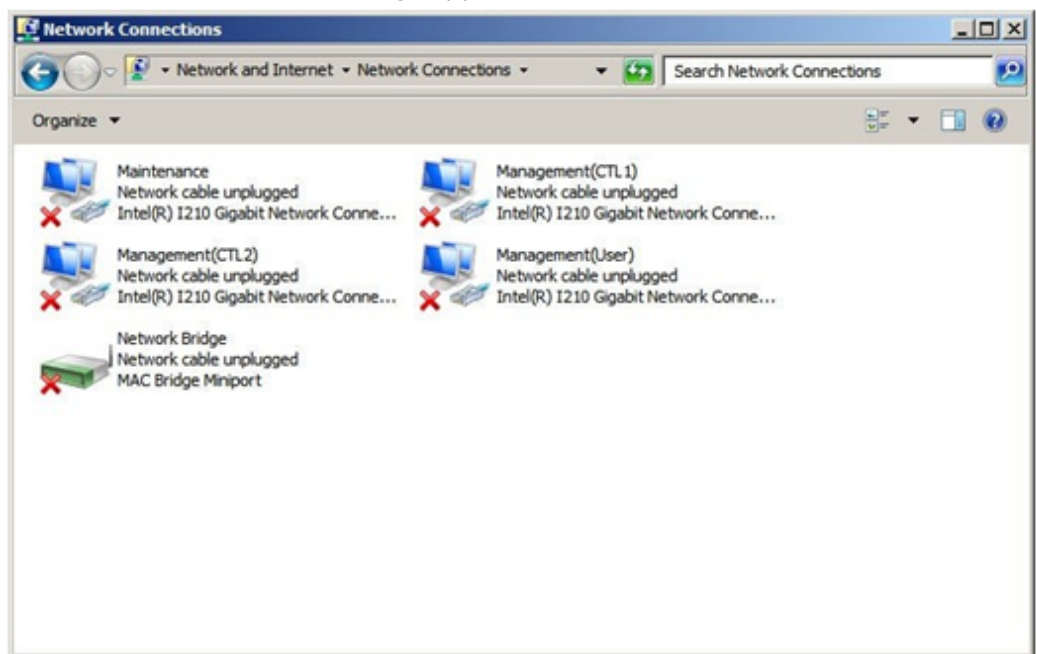 Network Connections
Network and Internet Network Connections
Search Network Connections
Organize
Maintenance
Network cable unplugged
Intel(R) I210 Gigabit Network Conne...
Management(CTL1)
Network cable unplugged
Intel(R) I210 Gigabit Network Conne...
Management(CTL2)
Network cable unplugged
Intel(R) I210 Gigabit Network Conne...
Management(User)
Network cable unplugged
Intel(R) I210 Gigabit Network Conne...
Network Bridge
Network cable unplugged
MAC Bridge Miniport